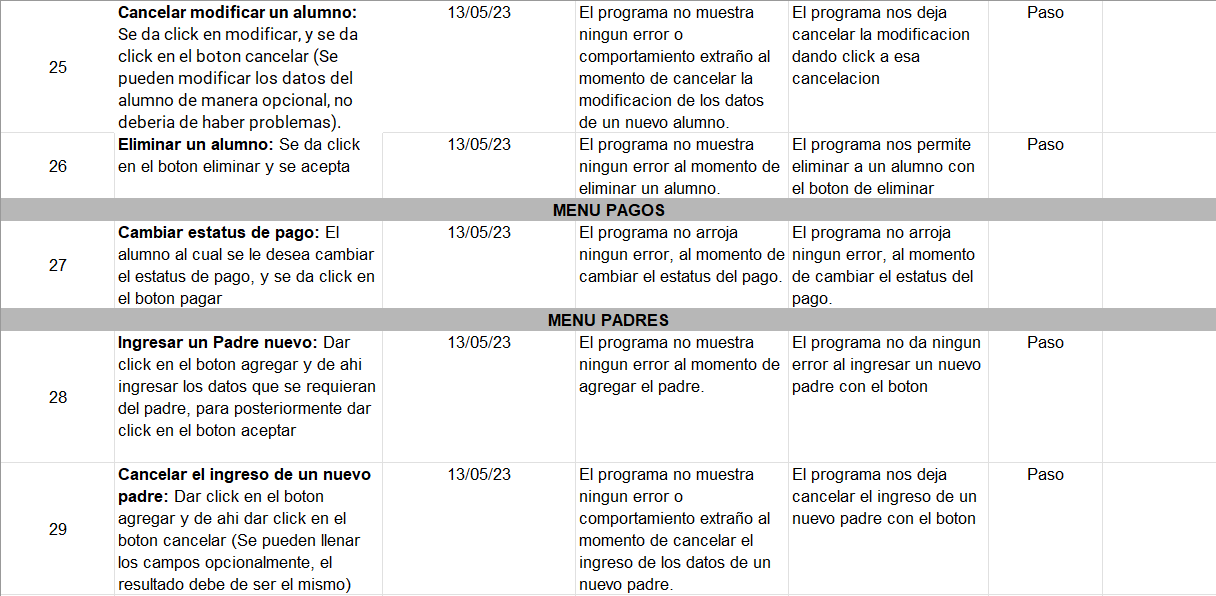 25
Cancelar modificar un alumno:
Se da click en modificar, y se da
click en el boton cancelar (Se
pueden modificar los datos del
alumno de manera opcional, no
deberia de haber problemas).
13/05/23
El programa no muestra
ningun error o
comportamiento extraño al
momento de cancelar la
modificacion de los datos
de un nuevo alumno.
El programa nos deja
cancelar la modificacion
dando click a esa
cancelacion
Paso
26
Eliminar un alumno: Se da click
en el boton eliminar y se acepta
13/05/23
El programa no muestra
ningun error al momento de
eliminar un alumno.
El programa nos permite
eliminar a un alumno con
el boton de eliminar
Paso
MENU PAGOS
27
Cambiar estatus de pago: El
alumno al cual se le desea cambiar
el estatus de pago, y se da click en
el boton pagar
13/05/23
El programa no arroja
ningun error, al momento de
cambiar el estatus del pago.
El programa no arroja
ningun error, al momento
de cambiar el estatus del
pago.
MENU PADRES
28
Ingresar un Padre nuevo: Dar
click en el boton agregar y de ahi
ingresar los datos que se requieran
del padre, para posteriormente dar
click en el boton aceptar
13/05/23
El programa no muestra
ningun error al momento de
agregar el padre.
El programa no da ningun
error al ingresar un nuevo
padre con el boton
Paso
29
Cancelar el ingreso de un nuevo
padre: Dar click en el boton
agregar y de ahi dar click en el
boton cancelar (Se pueden llenar
los campos opcionalmente, el
resultado debe de ser el mismo)
13/05/23
El programa no muestra
ningun error o
comportamiento extraño al
momento de cancelar el
ingreso de los datos de un
nuevo padre.
El programa nos deja
cancelar el ingreso de un
nuevo padre con el boton
Paso